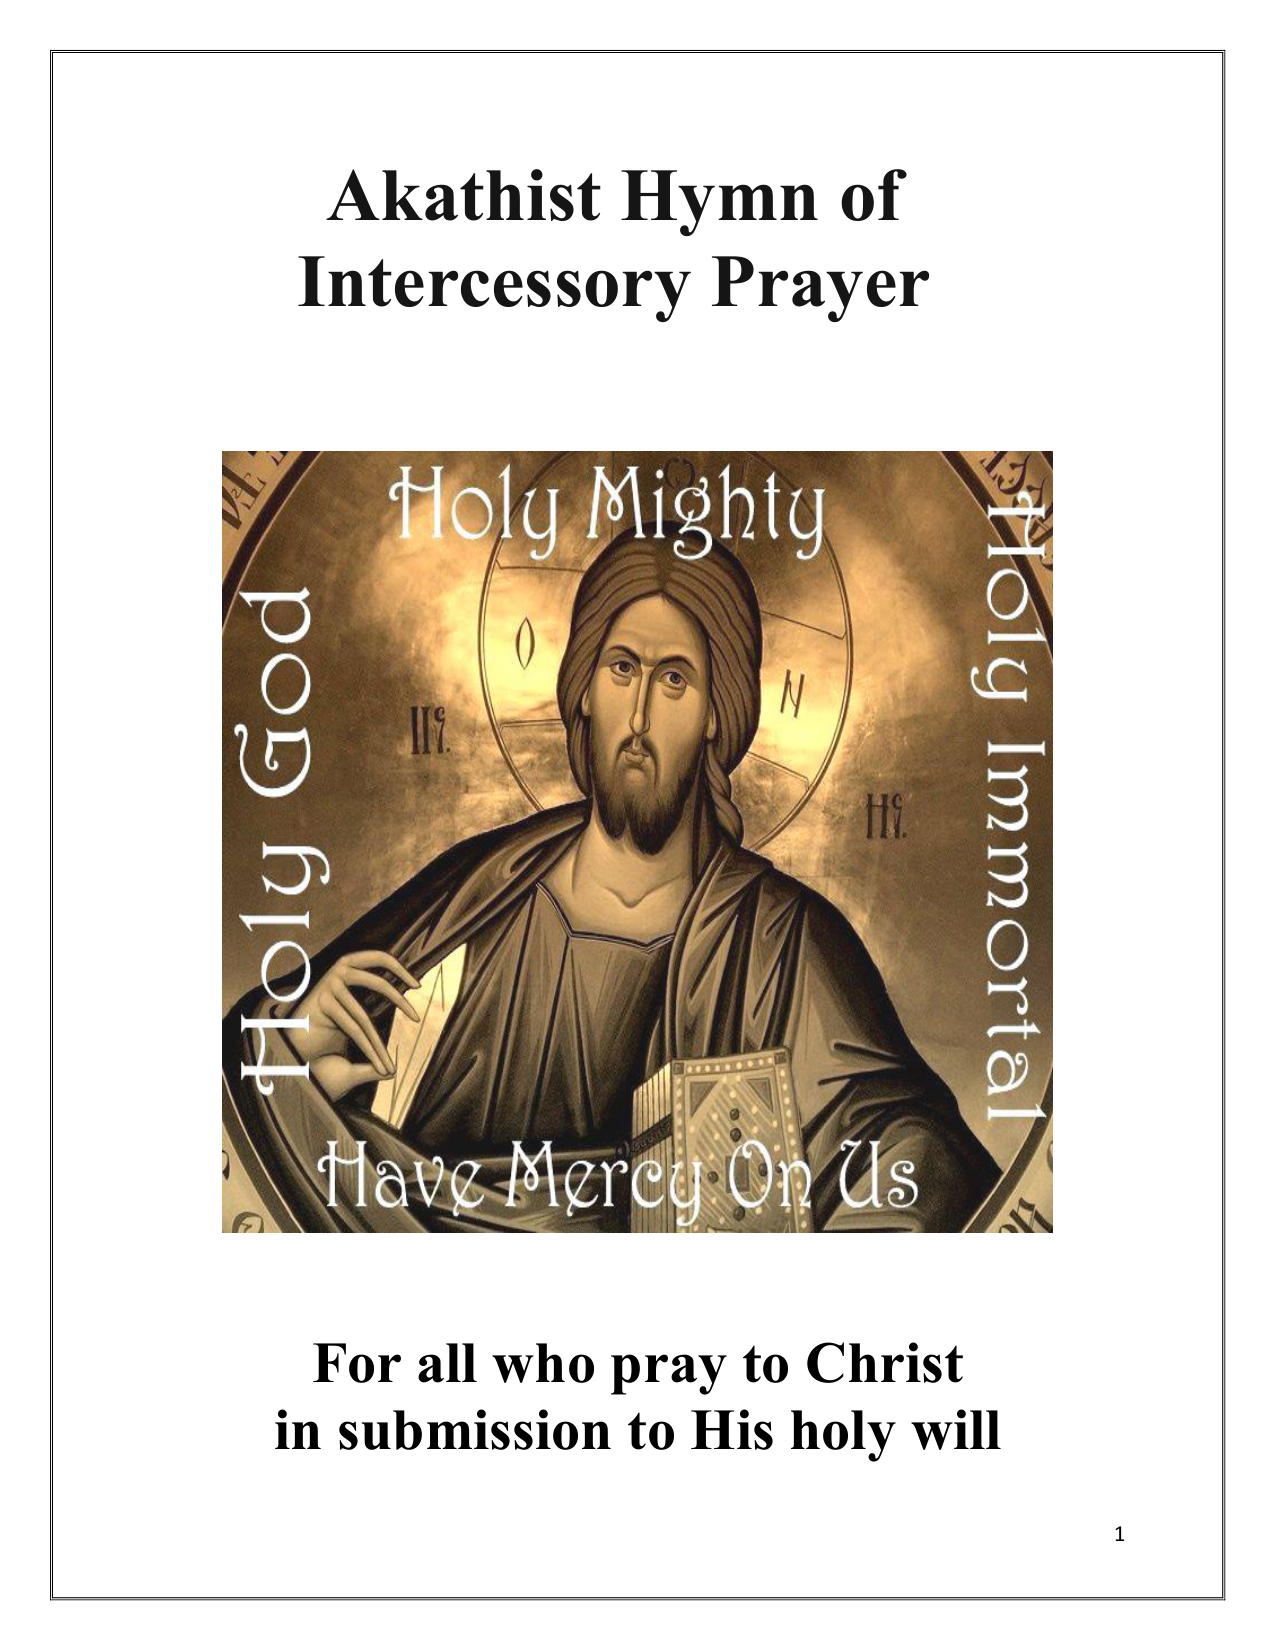 Akathist Hymn of
Intercessory Prayer
Holy God
Holy Mighty
Holy Immortal
Have Mercy On Us
О
Н
For all who pray to Christ
in submission to His holy will
1